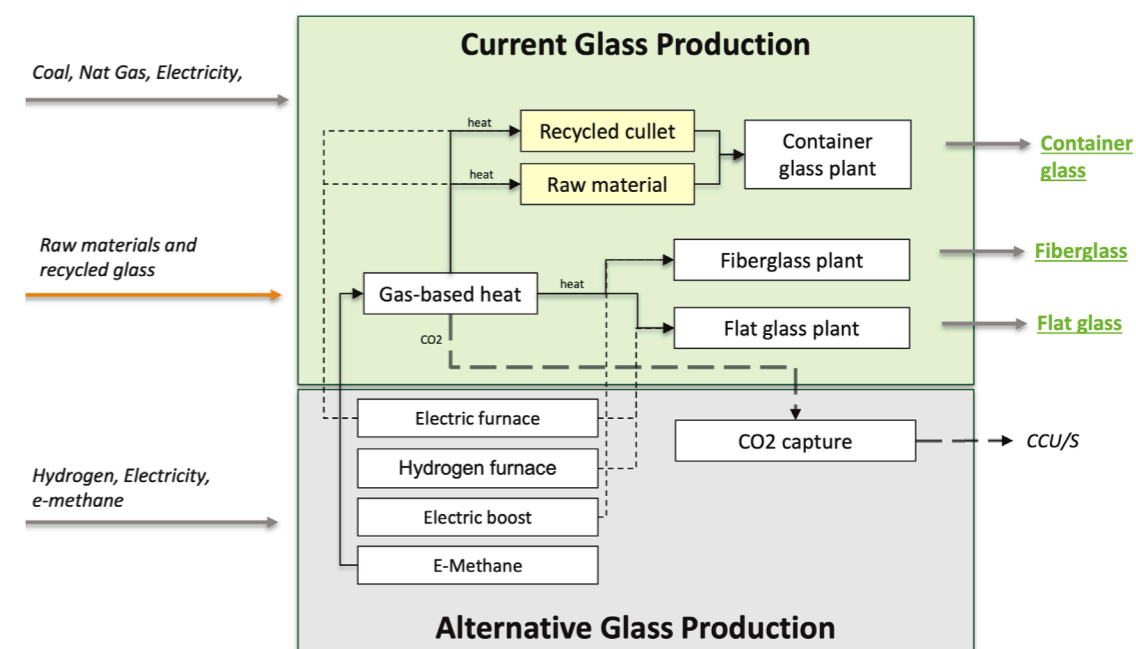 Current Glass Production
Coal, Nat Gas, Electricity,
heat
Recycled cullet
Container
glass plant
Container
glass
heat
Raw material
Raw materials and
recycled glass
Fiberglass plant
Fiberglass
Gas-based heat
heat
Flat glass plant
Flat glass
CO2
Electric furnace
CO2 capture
CCU/S
Hydrogen furnace
Hydrogen, Electricity,
e-methane
Electric boost
E-Methane
Alternative Glass Production